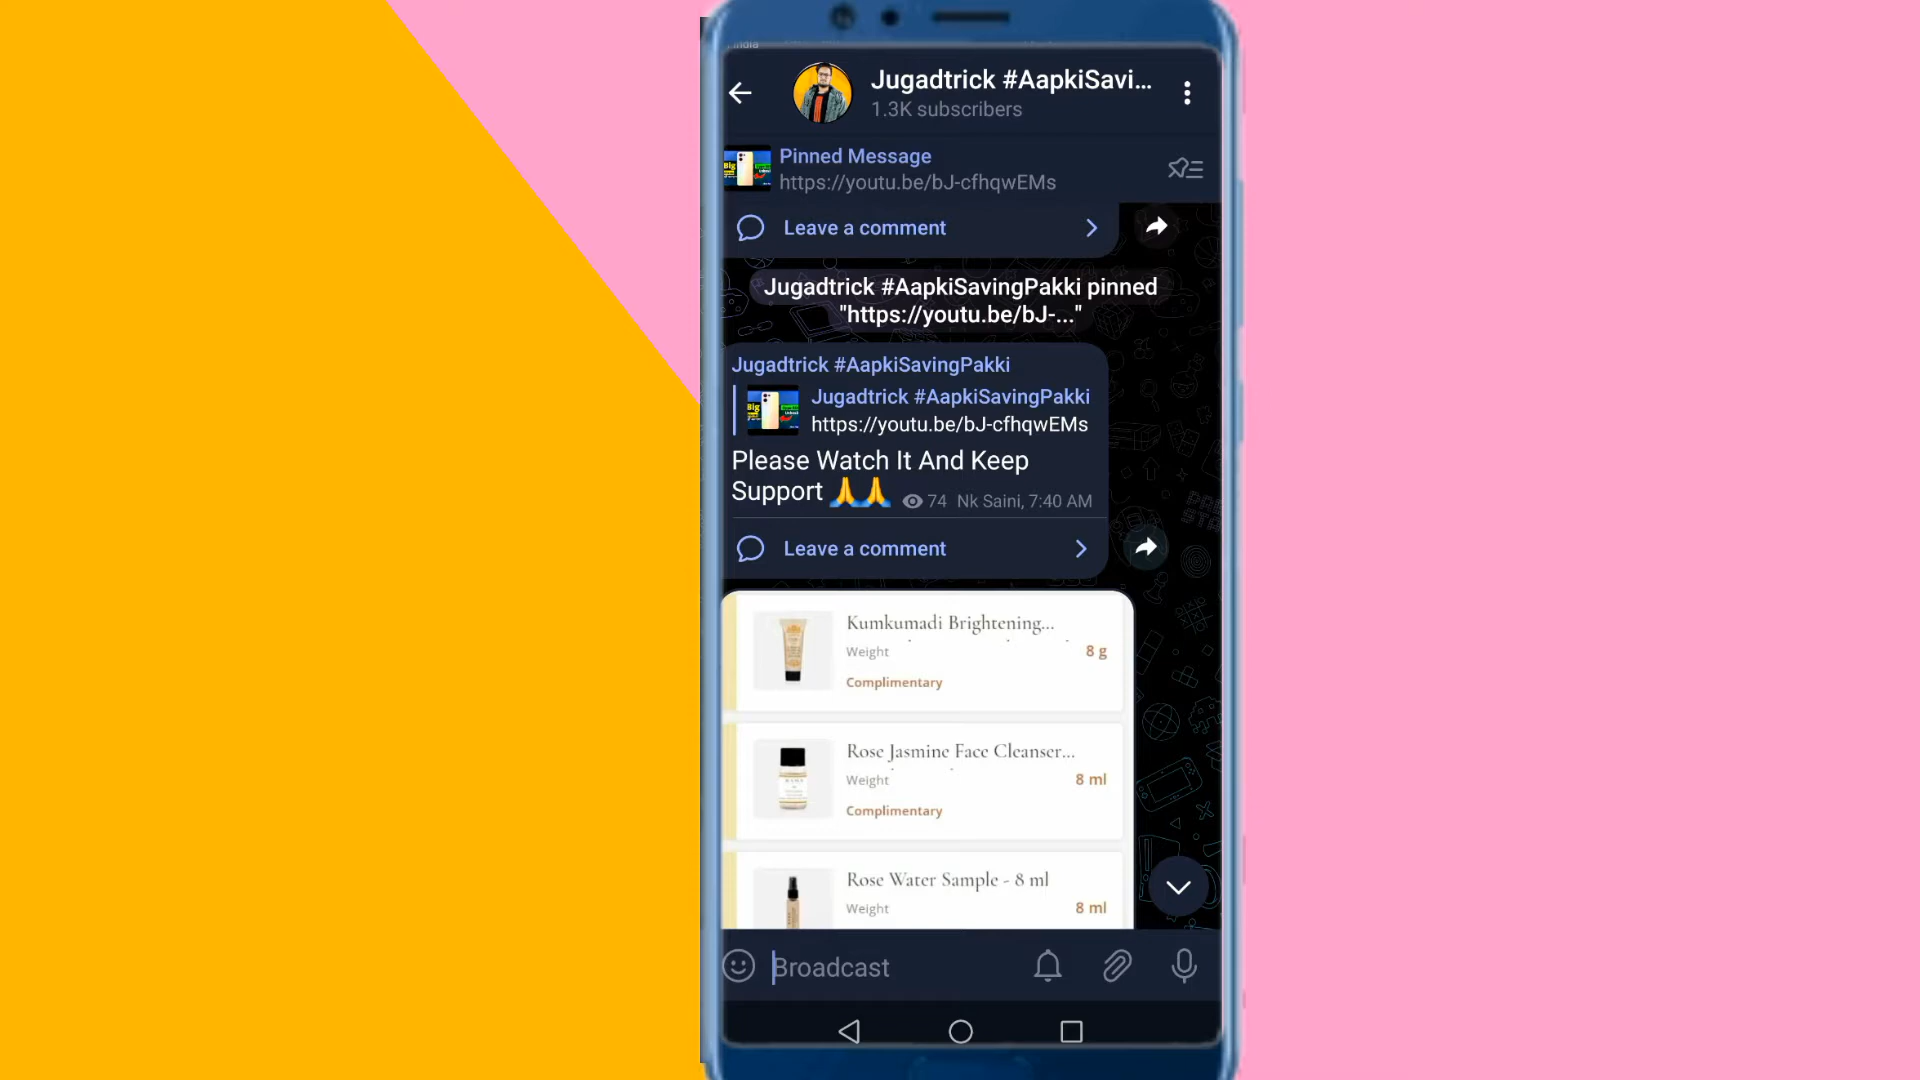 Jugadtrick #AapkiSavi...
1.3K subscribers
Pinned Message
https://youtu.be/bJ-cfhqwEMs
Leave a comment
Jugadtrick #AapkiSavingPakki pinned
"https://youtu.be/bJ-..."
Jugadtrick #AapkiSavingPakki
Big
Jugadtrick #AapkiSavingPakki
https://youtu.be/bJ-cfhqwEMs
Please Watch It And Keep
Support 🙏🙏 74 Nk Saini, 7:40 AM
Leave a comment
Kumkumadi Brightening...
Weight 8 g
Complimentary
Rose Jasmine Face Cleanser...
Weight 8 ml
Complimentary
Rose Water Sample - 8 ml
Weight 8 ml
Broadcast